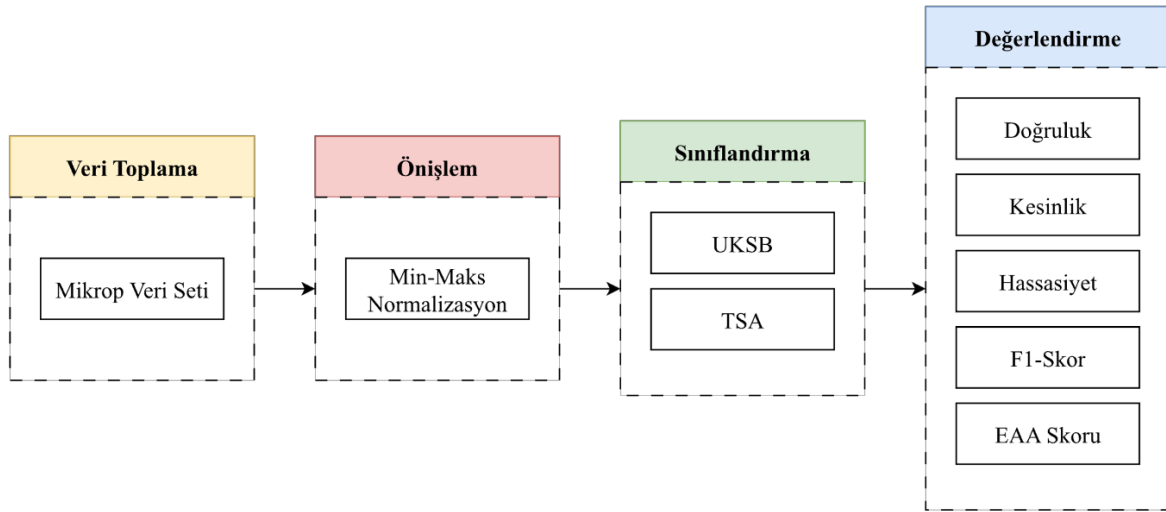 Veri Toplama
Mikrop Veri Seti
Önişlem
Min-Maks
Normalizasyon
Sınıflandırma
UKSB
TSA
Değerlendirme
Doğruluk
Kesinlik
Hassasiyet
F1-Skor
EAA Skoru